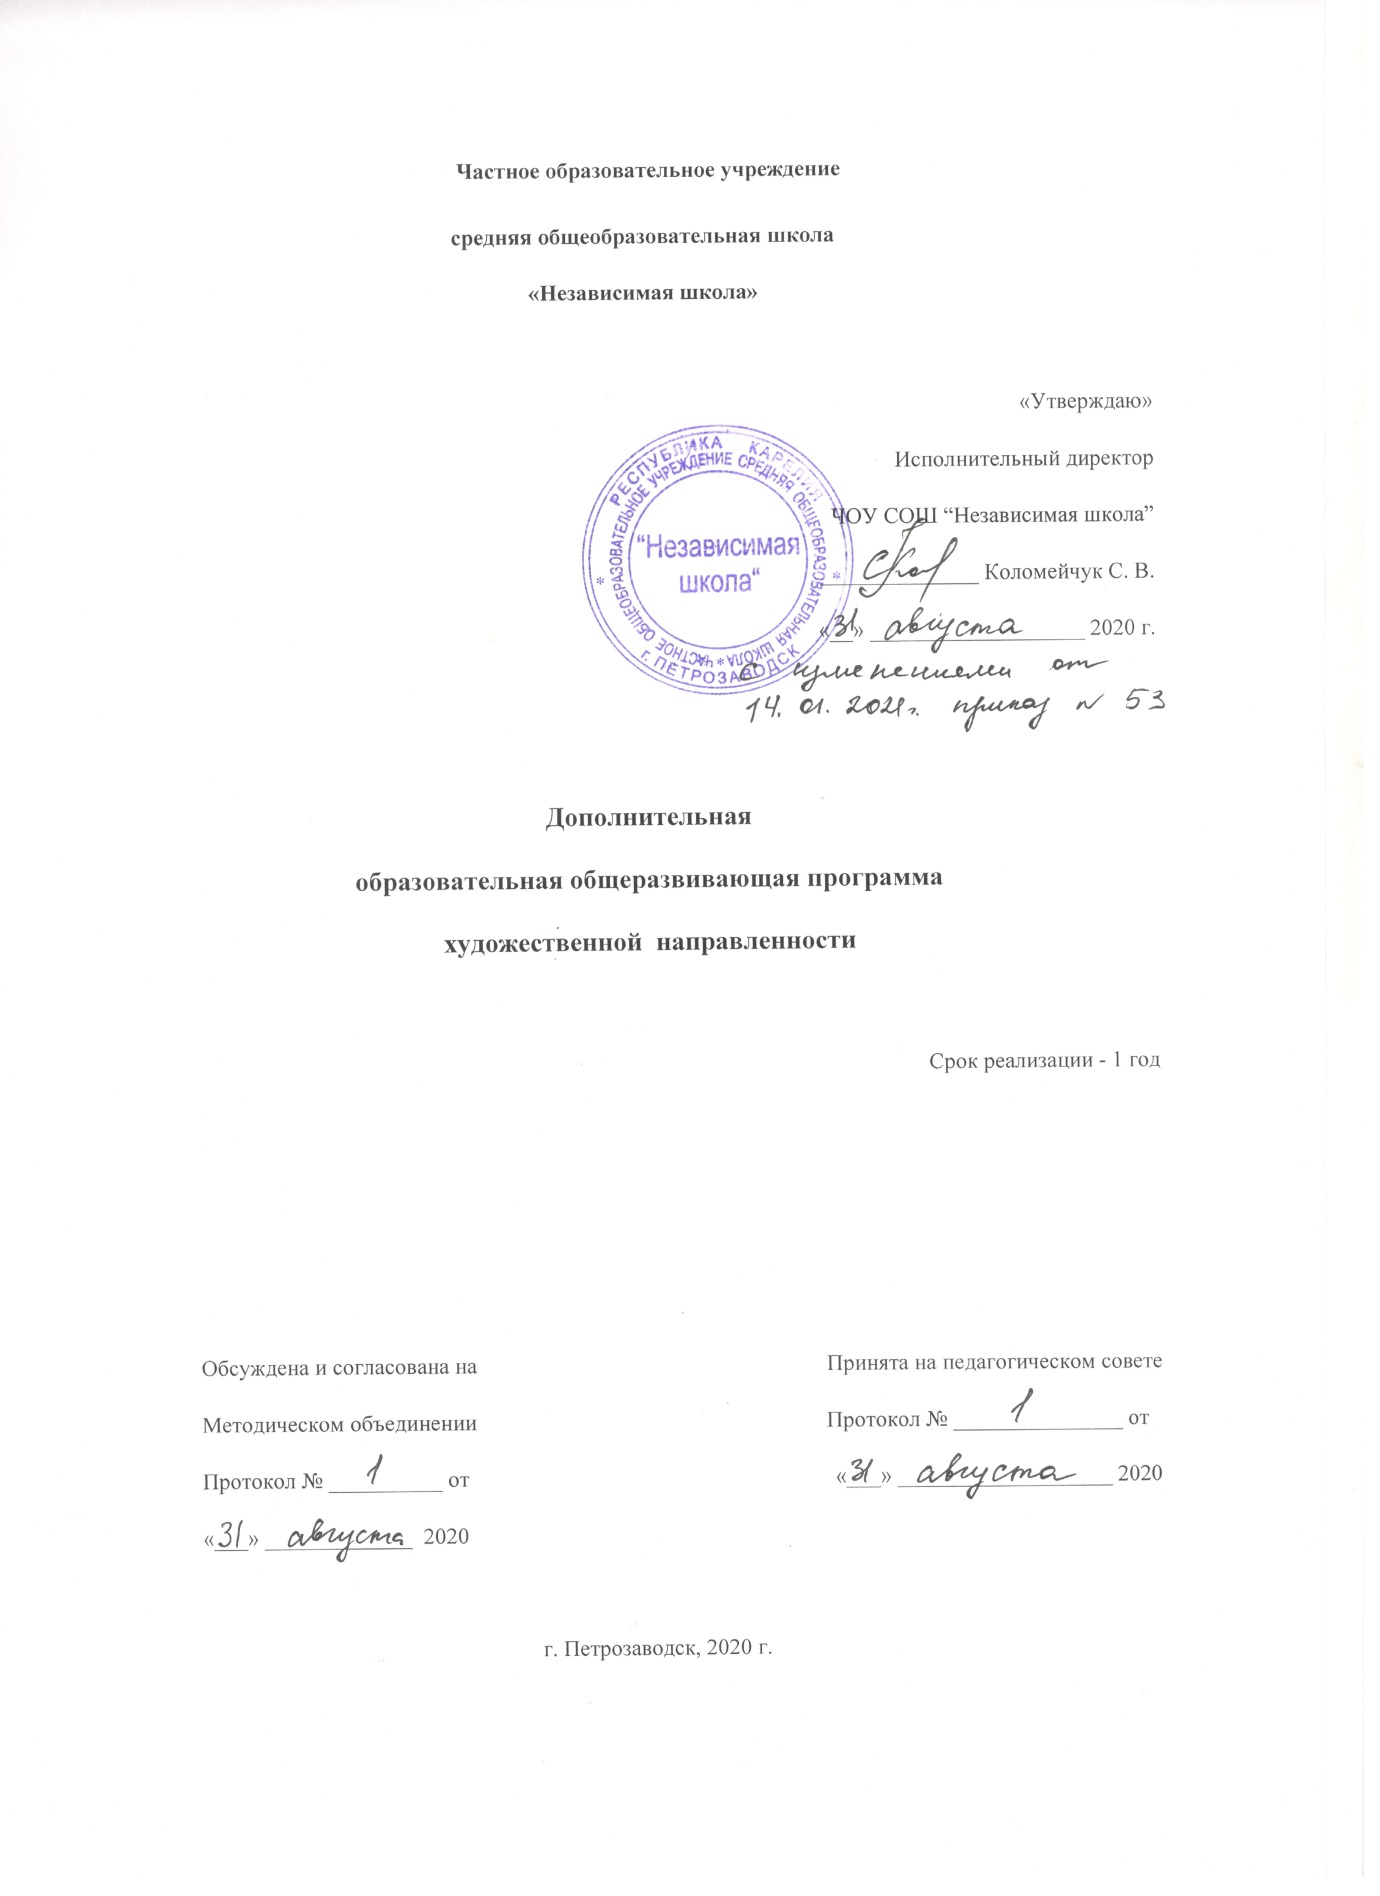 Частное образовательное учреждение
средняя общеобразовательная школа
«Независимая школа»
«Утверждаю»
Исполнительный директор
ЧОУ СОШ “Независимая школа”
Коломейчук С. В.
«31» августа 2020 г.
с изменениями от
14. 01. 2021г. приказ N 53
РЕСПУБЛИКА КАРЕЛИЯ
г. ПЕТРОЗАВОДСК
ЧАСТНОЕ ОБЩЕОБРАЗОВАТЕЛЬНОЕ УЧРЕЖДЕНИЕ СРЕДНЯЯ ОБЩЕОБРАЗОВАТЕЛЬНАЯ ШКОЛА
“Независимая
школа“
Дополнительная
образовательная общеразвивающая программа
художественной направленности
Срок реализации - 1 год
Обсуждена и согласована на
Методическом объединении
Протокол № 1 от
«31» августа 2020
Принята на педагогическом совете
Протокол № 1 от
«31» августа 2020
г. Петрозаводск, 2020 г.